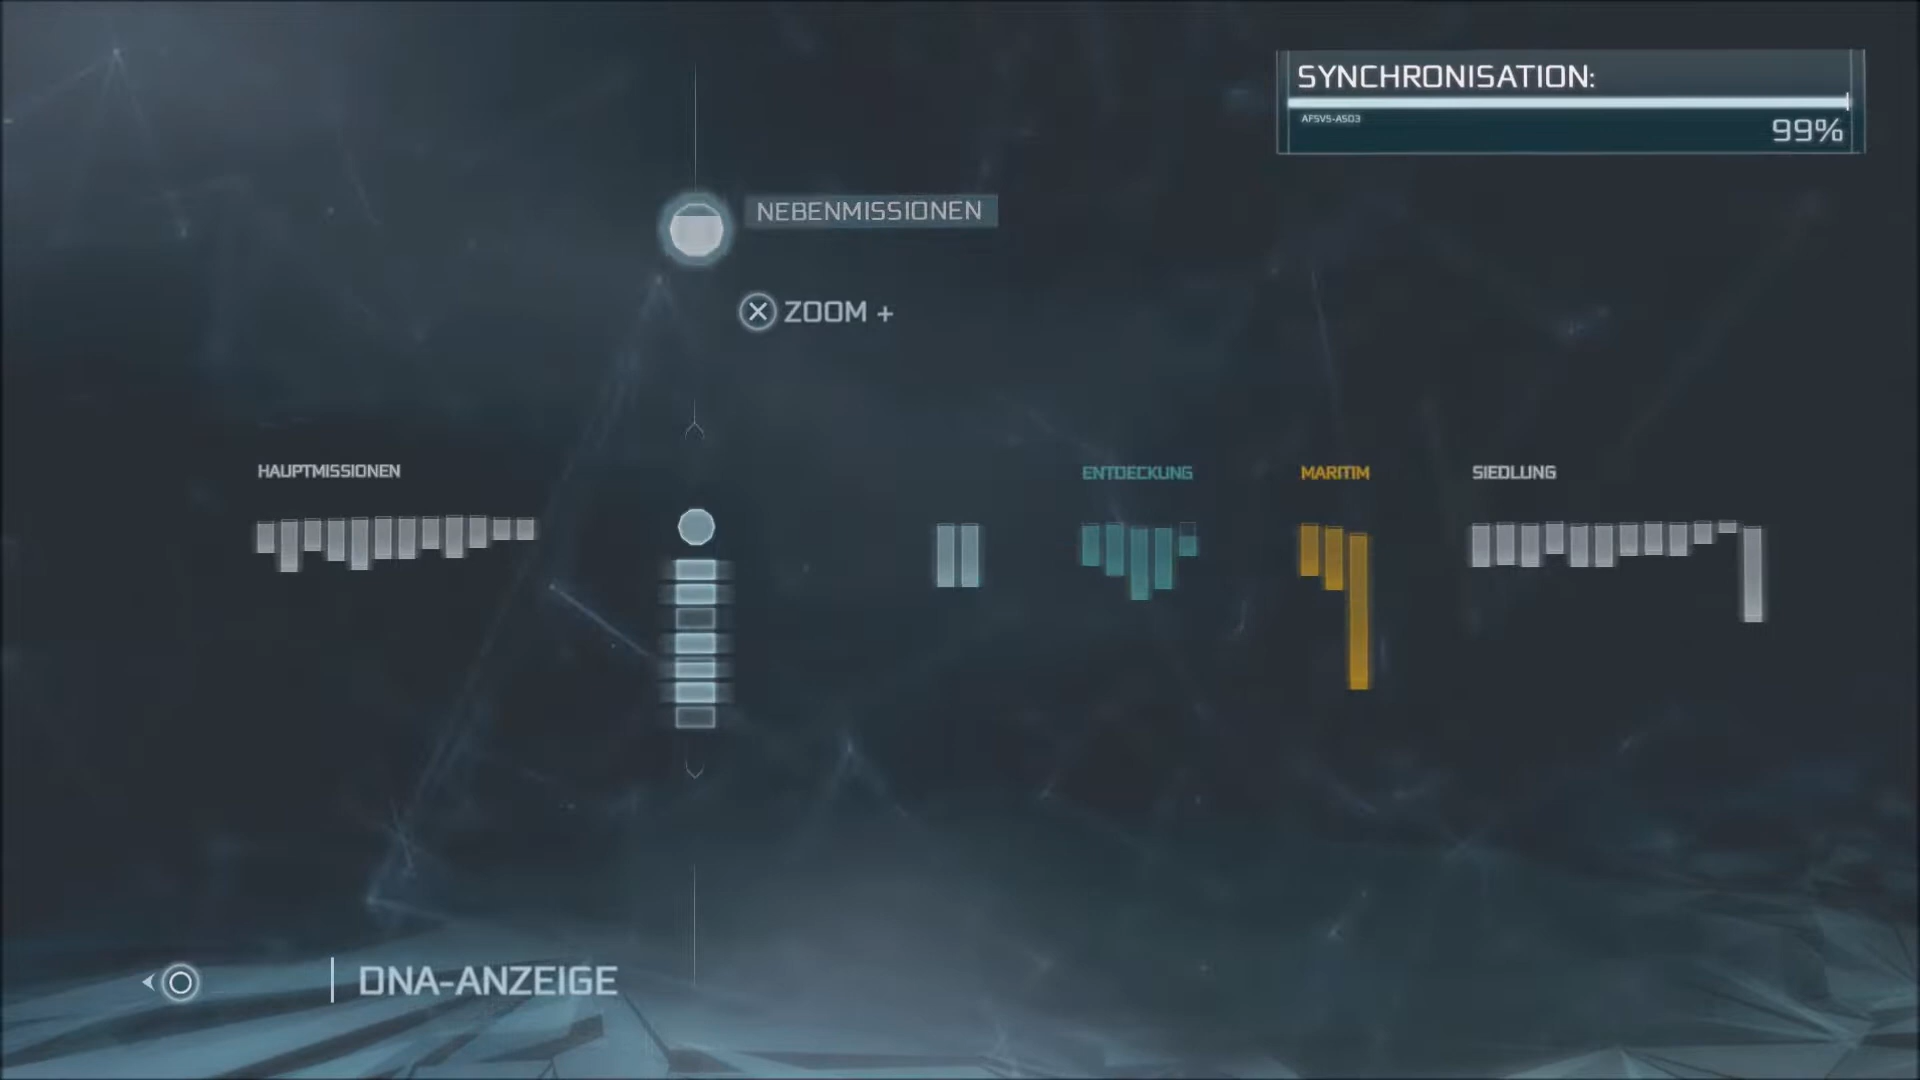 SYNCHRONISATION:
AFSVS-AS03
99%
NEBENMISSIONEN
ZOOM +
HAUPTMISSIONEN
ENTDECKUNG
MARITIM
SIEDLUNG
DNA-ANZEIGE